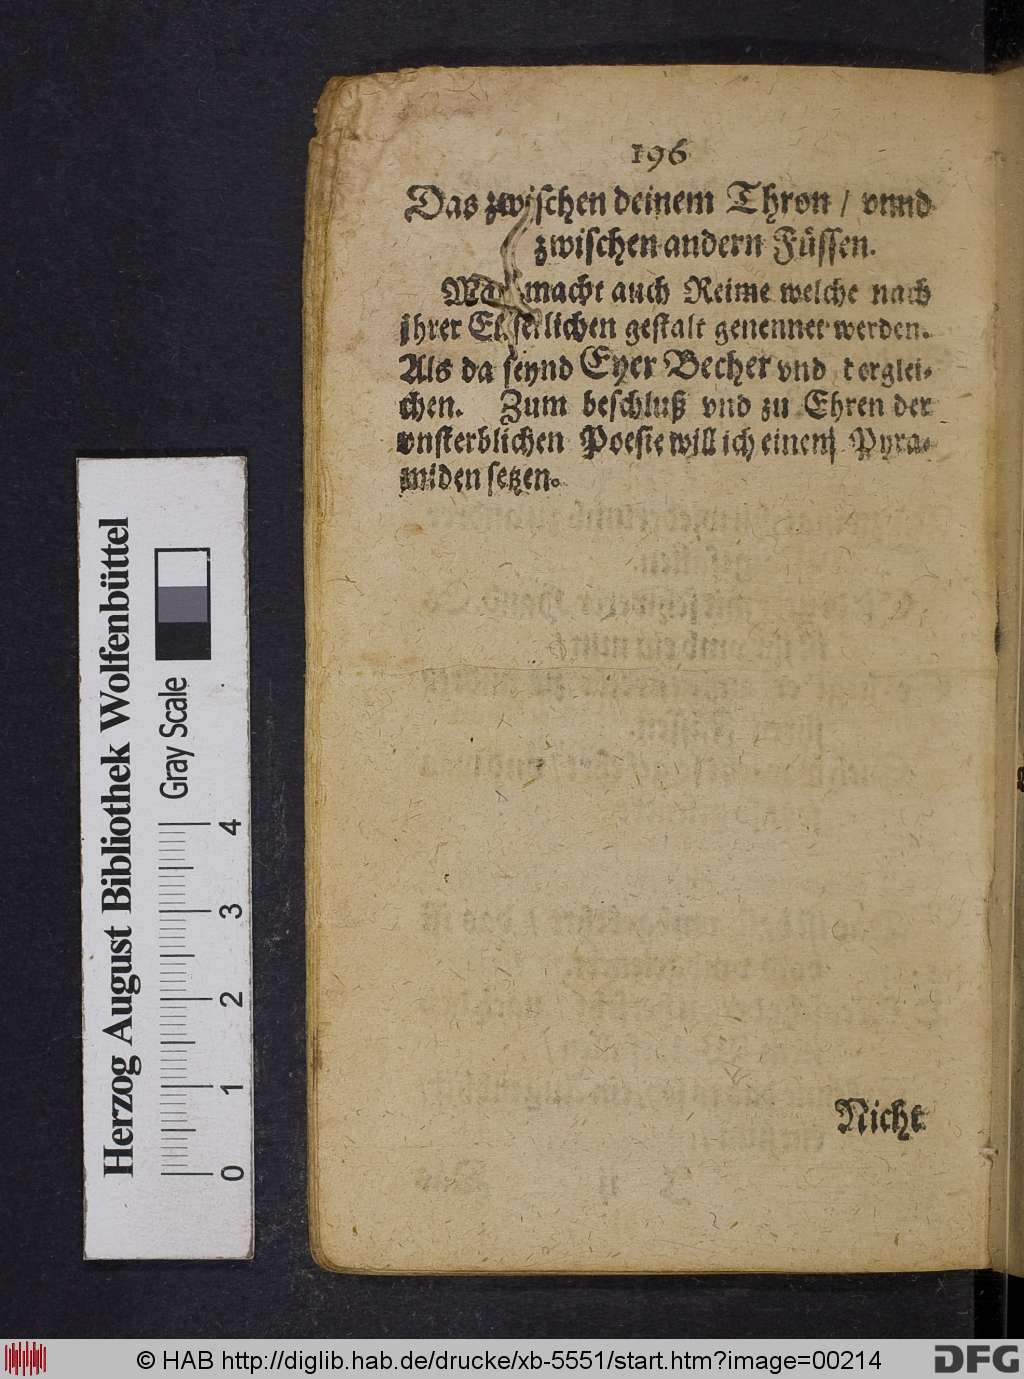 196
Das zwischen deinem Thron / vnnd
zwischen andern Füssen.
macht auch Reime welche nach
jhrer gestalt genennet werden.
Als da seynd Eyer Becher vnd derglei-
chen. Zum beschluß vnd zu Ehren der
vnsterblichen Poesie will ich einen Pyra-
miden setzen.
Nicht
Herzog August Bibliothek Wolfenbüttel
Gray Scale
0 1 2 3 4
© HAB http://diglib.hab.de/drucke/xb-5551/start.htm?image=00214
DFG